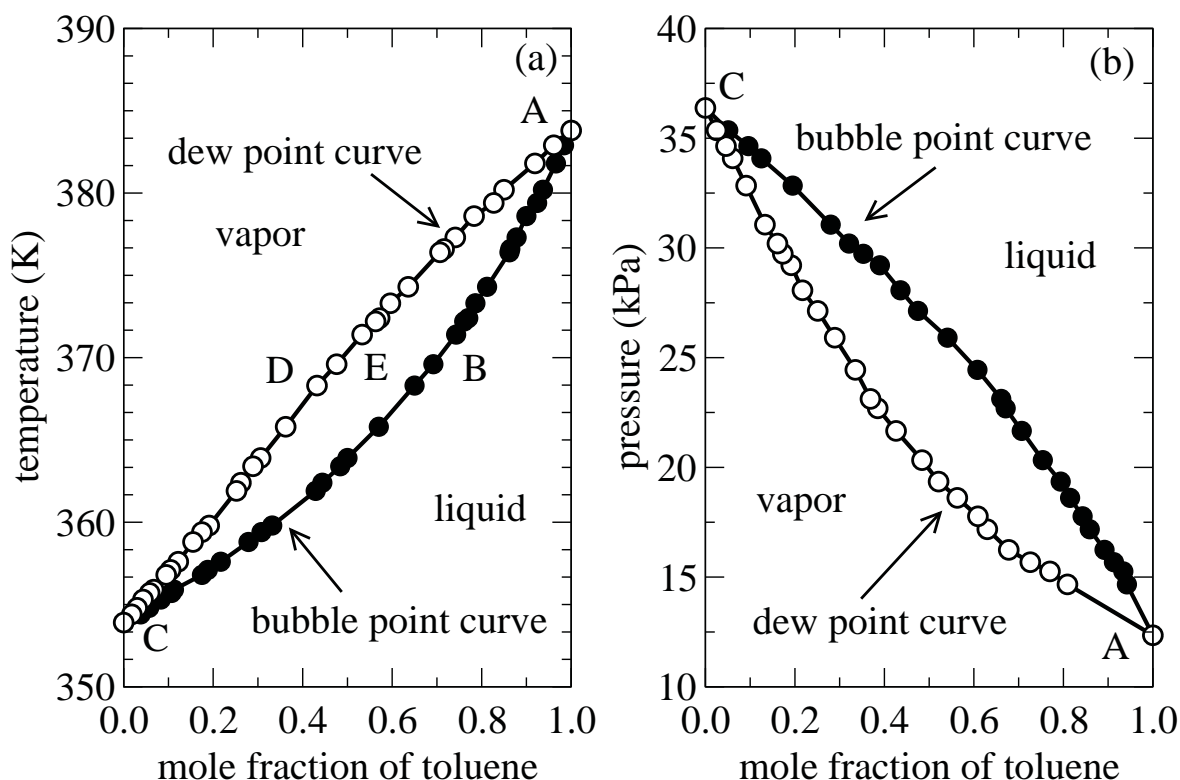 390
380
370
360
350
temperature (K)
(a)
A
dew point curve
vapor
D
E
B
liquid
bubble point curve
C
0.0 0.2 0.4 0.6 0.8 1.0
mole fraction of toluene
40
35
30
25
20
15
10
pressure (kPa)
(b)
C
bubble point curve
liquid
vapor
dew point curve
A
0.0 0.2 0.4 0.6 0.8 1.0
mole fraction of toluene